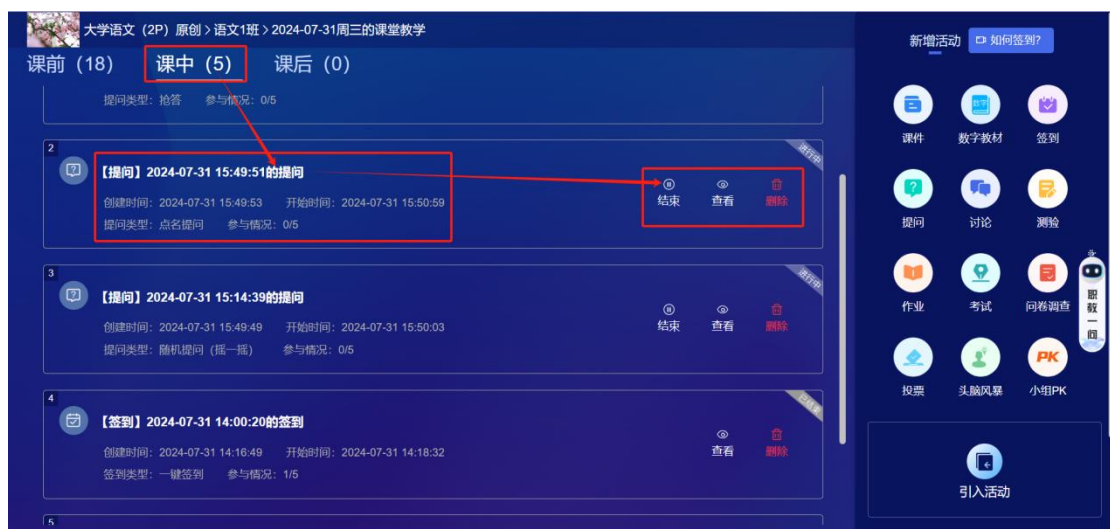 大学语文（2P）原创 > 语文1班 > 2024-07-31周三的课堂教学
课前（18） 课中（5） 课后（0）
提问类型：抢答 参与情况：0/5
2
进行中
【提问】2024-07-31 15:49:51的提问
创建时间：2024-07-31 15:49:53 开始时间：2024-07-31 15:50:59
提问类型：点名提问 参与情况：0/5
结束 查看 删除
3
进行中
【提问】2024-07-31 15:14:39的提问
创建时间：2024-07-31 15:49:49 开始时间：2024-07-31 15:50:03
提问类型：随机提问（摇一摇） 参与情况：0/5
结束 查看 删除
4
已结束
【签到】2024-07-31 14:00:20的签到
创建时间：2024-07-31 14:16:49 开始时间：2024-07-31 14:18:32
签到类型：一键签到 参与情况：1/5
查看 删除
5
新增活动 如何签到?
课件 数字教材 签到
提问 讨论 测验
作业 考试 问卷调查
PK
投票 头脑风暴 小组PK
引入活动
职教一问